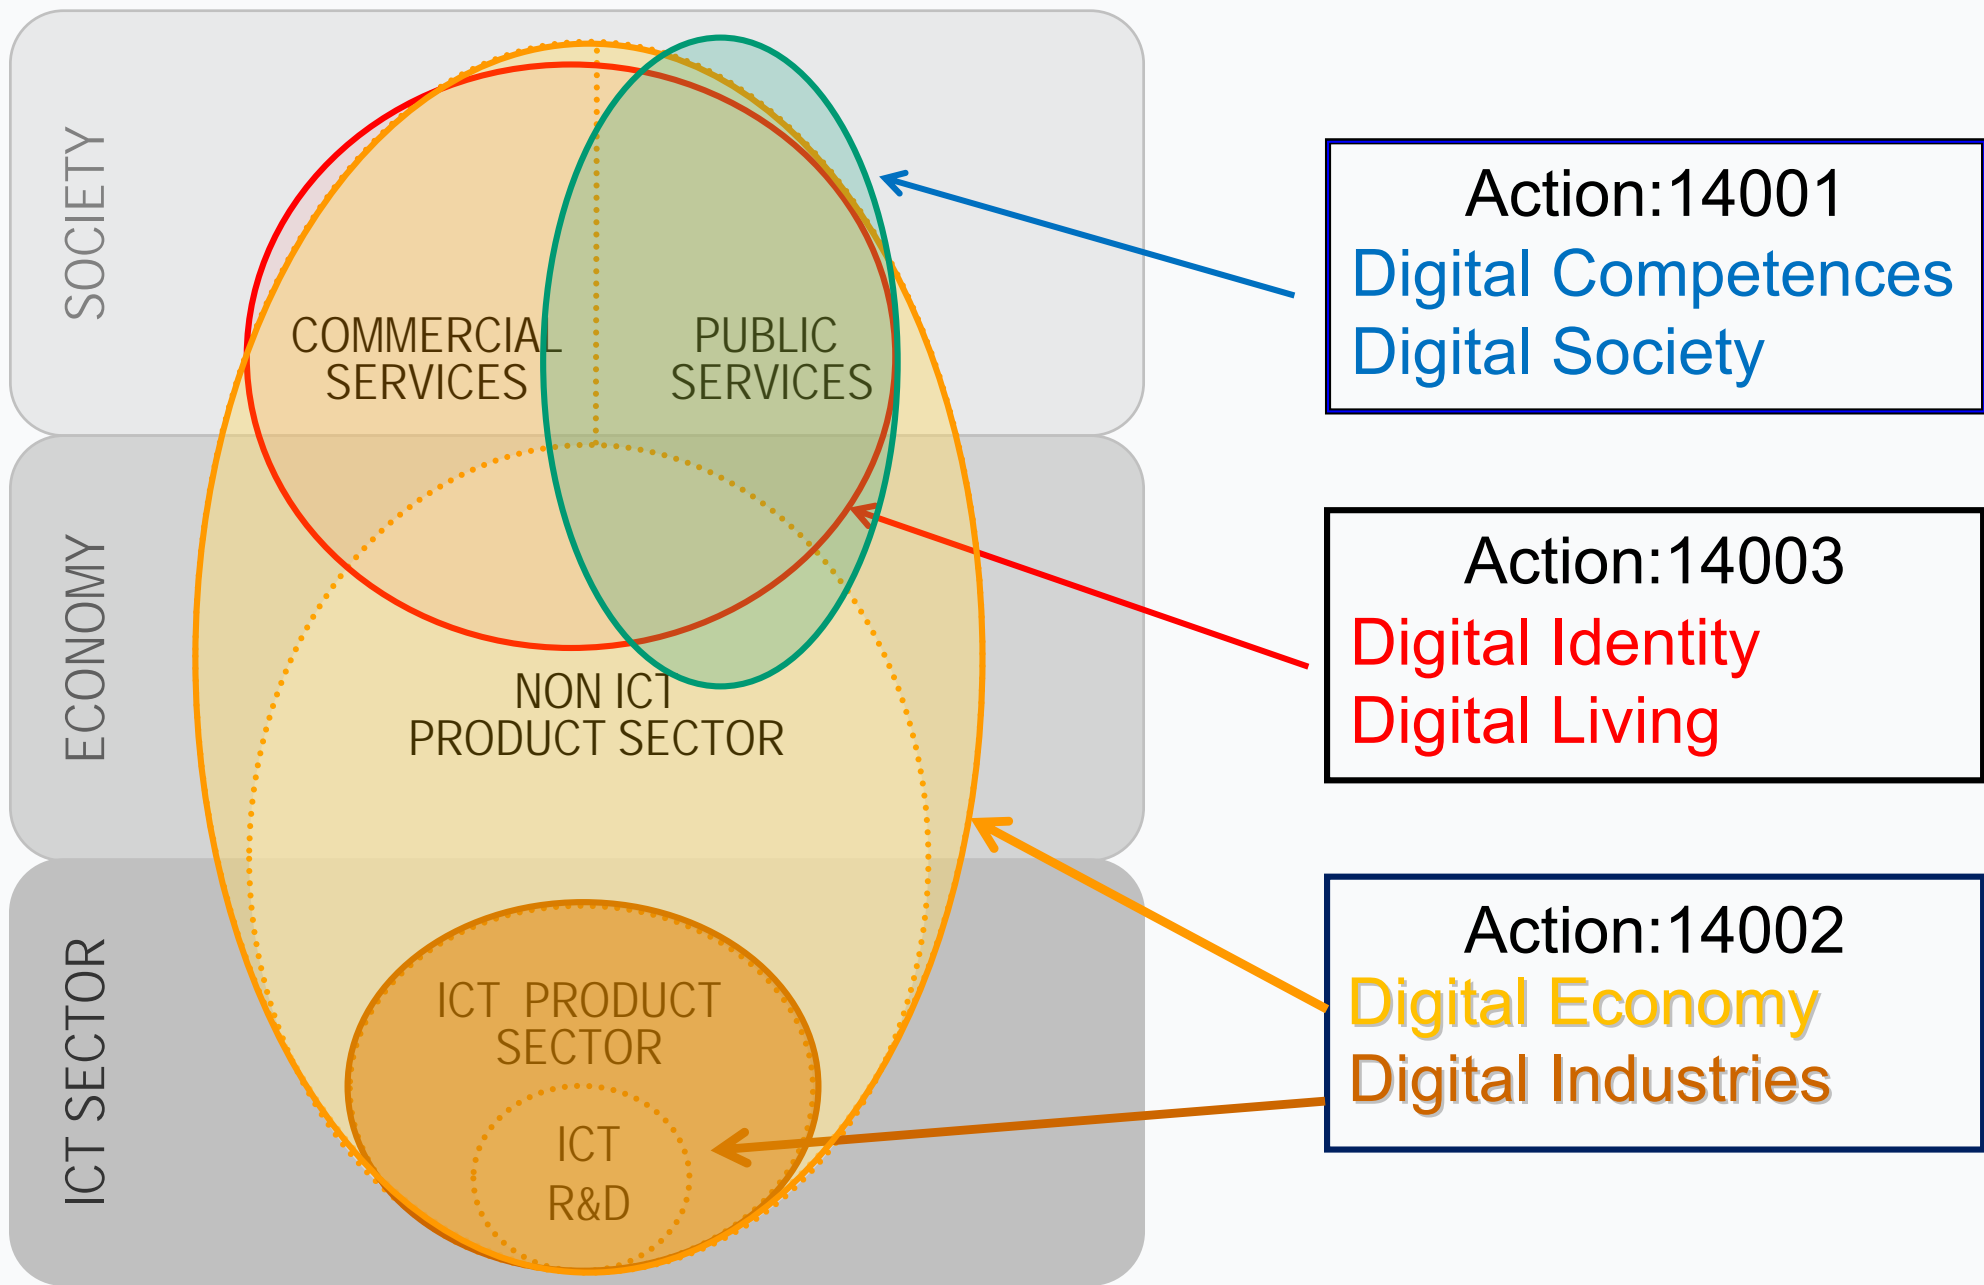 SOCIETY
COMMERCIAL
SERVICES
PUBLIC
SERVICES
ECONOMY
NON ICT
PRODUCT SECTOR
ICT SECTOR
ICT PRODUCT
SECTOR
ICT
R&D
Action:14001
Digital Competences
Digital Society
Action:14003
Digital Identity
Digital Living
Action:14002
Digital Economy
Digital Industries